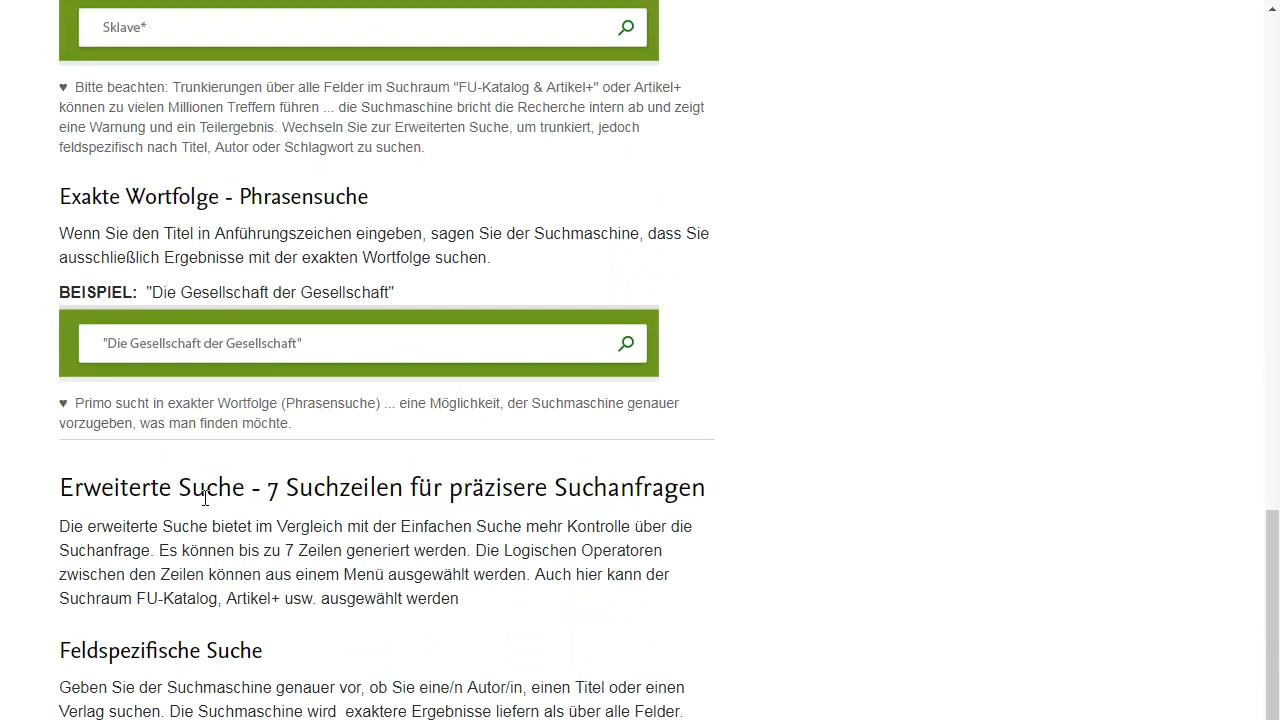 Sklave*
♥ Bitte beachten: Trunkierungen über alle Felder im Suchraum "FU-Katalog & Artikel+" oder Artikel+
können zu vielen Millionen Treffern führen ... die Suchmaschine bricht die Recherche intern ab und zeigt
eine Warnung und ein Teilergebnis. Wechseln Sie zur Erweiterten Suche, um trunkiert, jedoch
feldspezifisch nach Titel, Autor oder Schlagwort zu suchen.
Exakte Wortfolge - Phrasensuche
Wenn Sie den Titel in Anführungszeichen eingeben, sagen Sie der Suchmaschine, dass Sie
ausschließlich Ergebnisse mit der exakten Wortfolge suchen.
BEISPIEL: "Die Gesellschaft der Gesellschaft"
"Die Gesellschaft der Gesellschaft"
♥ Primo sucht in exakter Wortfolge (Phrasensuche) ... eine Möglichkeit, der Suchmaschine genauer
vorzugeben, was man finden möchte.
Erweiterte Suche - 7 Suchzeilen für präzisere Suchanfragen
Die erweiterte Suche bietet im Vergleich mit der Einfachen Suche mehr Kontrolle über die
Suchanfrage. Es können bis zu 7 Zeilen generiert werden. Die Logischen Operatoren
zwischen den Zeilen können aus einem Menü ausgewählt werden. Auch hier kann der
Suchraum FU-Katalog, Artikel+ usw. ausgewählt werden
Feldspezifische Suche
Geben Sie der Suchmaschine genauer vor, ob Sie eine/n Autor/in, einen Titel oder einen
Verlag suchen. Die Suchmaschine wird exaktere Ergebnisse liefern als über alle Felder.